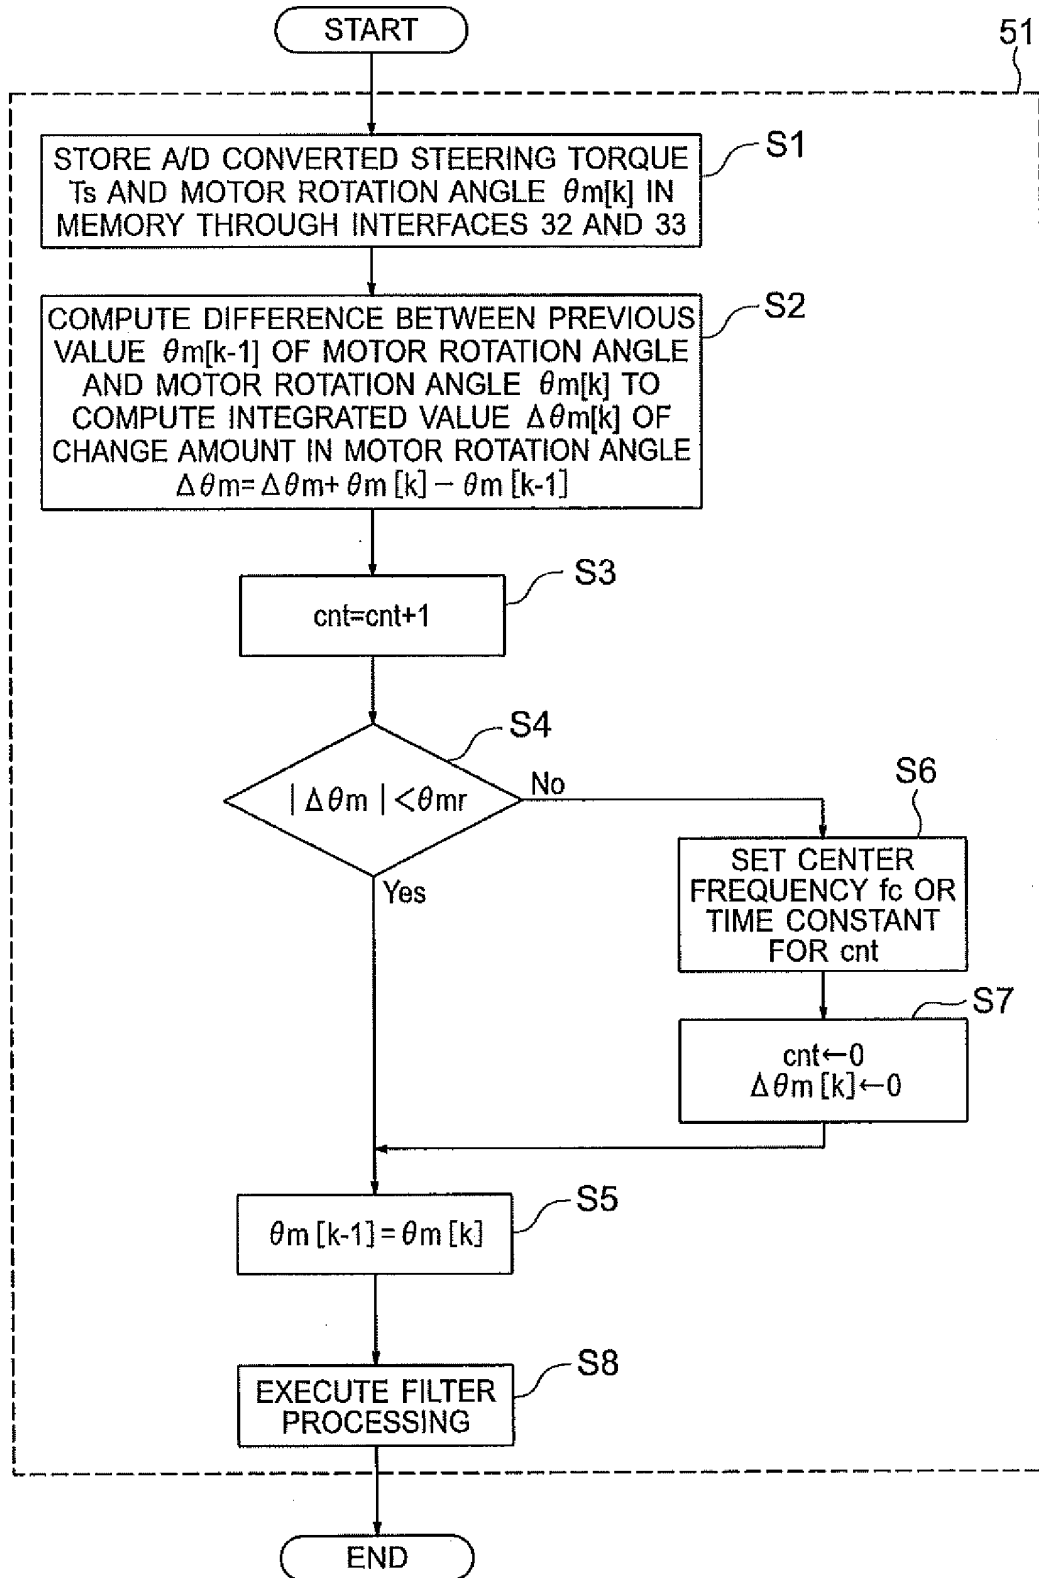 START
51
STORE A/D CONVERTED STEERING TORQUE
Ts AND MOTOR ROTATION ANGLE θm[k] IN
MEMORY THROUGH INTERFACES 32 AND 33
S1
COMPUTE DIFFERENCE BETWEEN PREVIOUS
VALUE θm[k-1] OF MOTOR ROTATION ANGLE
AND MOTOR ROTATION ANGLE θm[k] TO
COMPUTE INTEGRATED VALUE Δθm[k] OF
CHANGE AMOUNT IN MOTOR ROTATION ANGLE
Δθm=Δθm+θm[k]−θm[k-1]
S2
cnt=cnt+1
S3
|Δθm|<θmr
S4
No
Yes
SET CENTER
FREQUENCY fc OR
TIME CONSTANT
FOR cnt
S6
cnt←0
Δθm[k]←0
S7
θm[k-1]=θm[k]
S5
EXECUTE FILTER
PROCESSING
S8
END